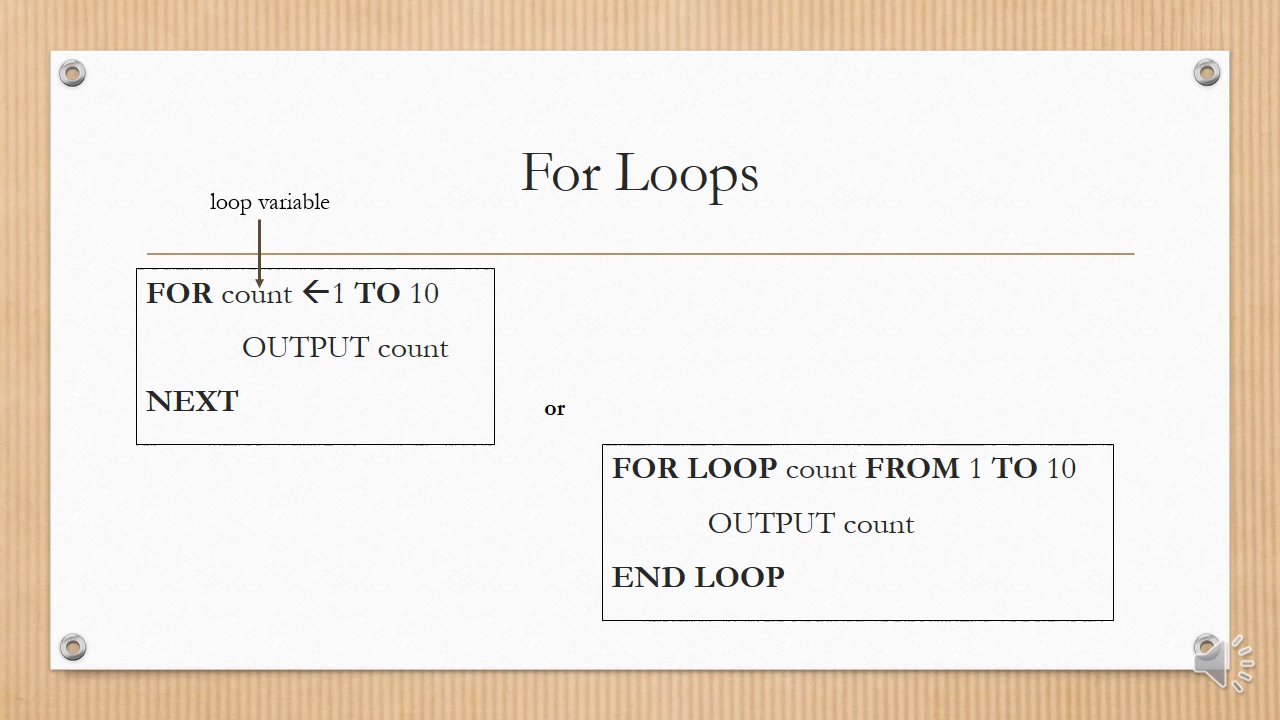 For Loops
loop variable
FOR count ←1 TO 10
OUTPUT count
NEXT
or
FOR LOOP count FROM 1 TO 10
OUTPUT count
END LOOP